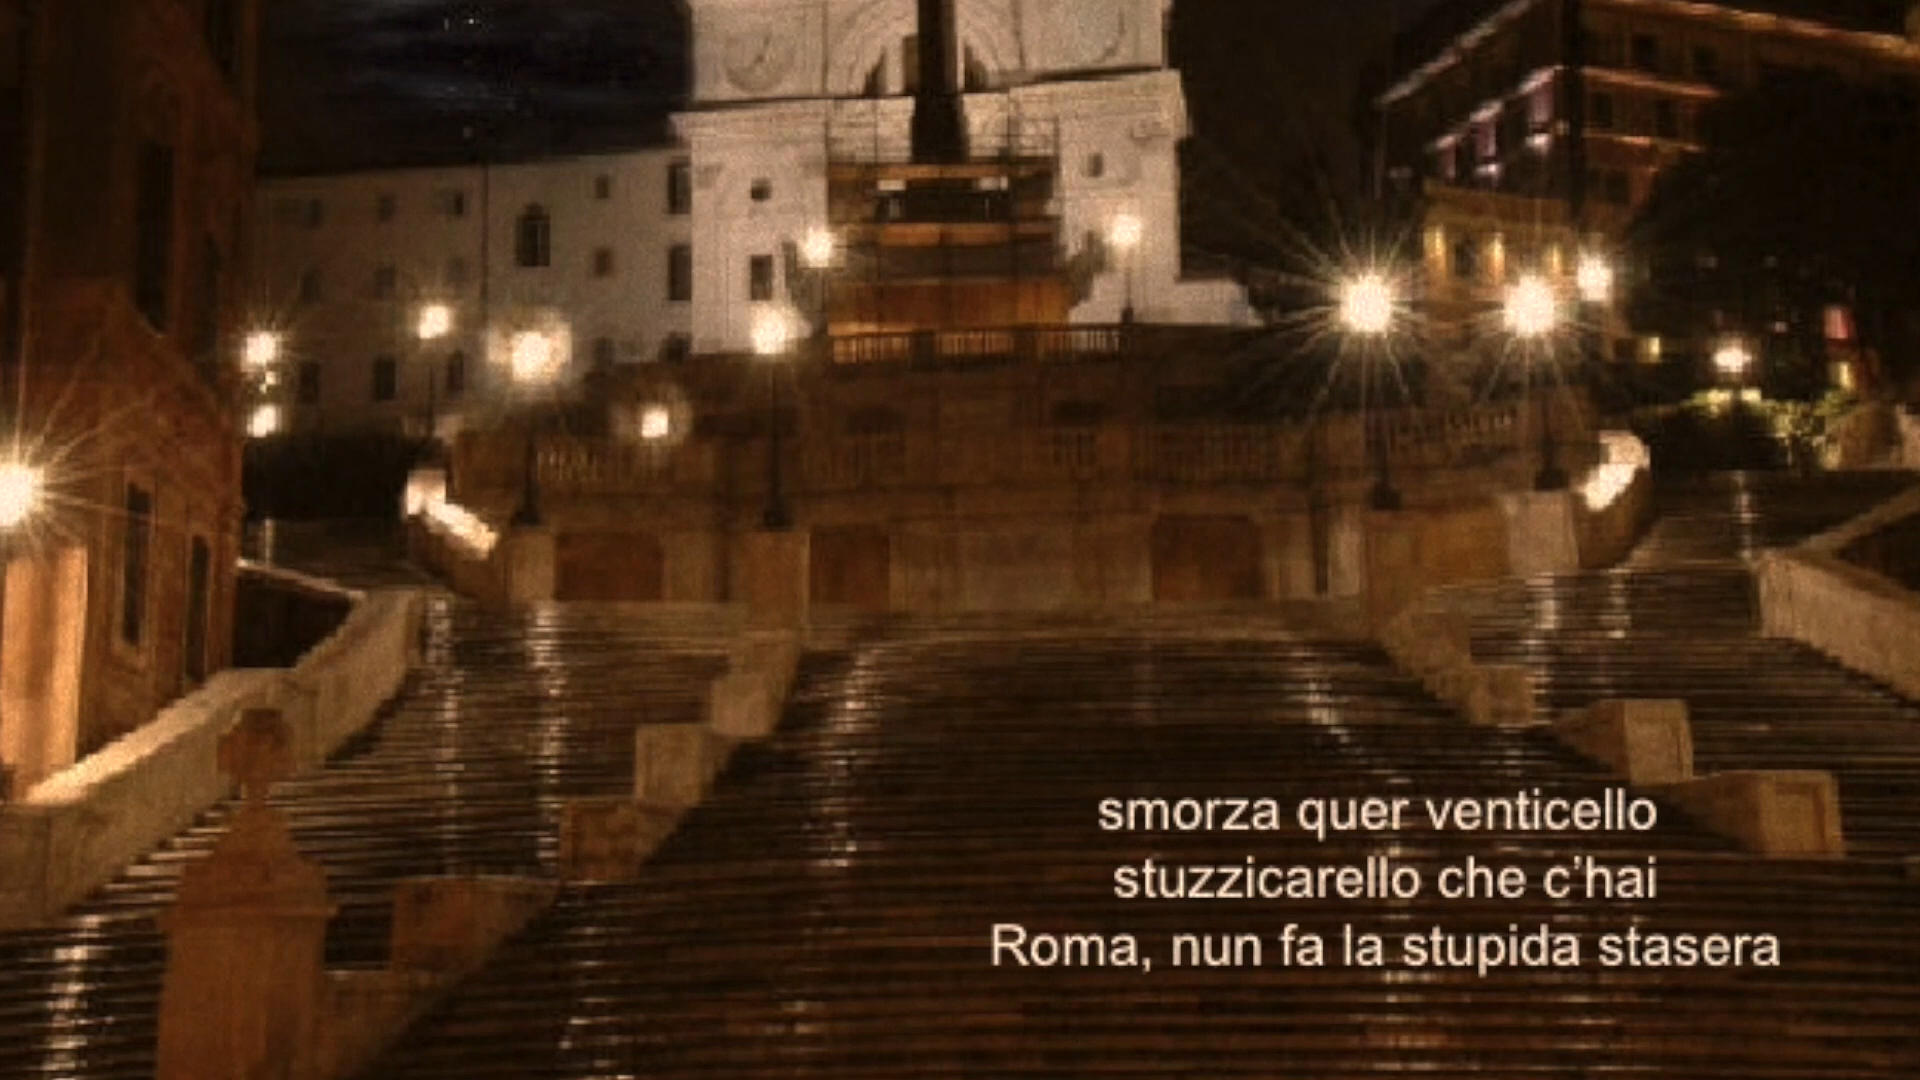 smorza quer venticello
stuzzicarello che c’hai
Roma, nun fa la stupida stasera